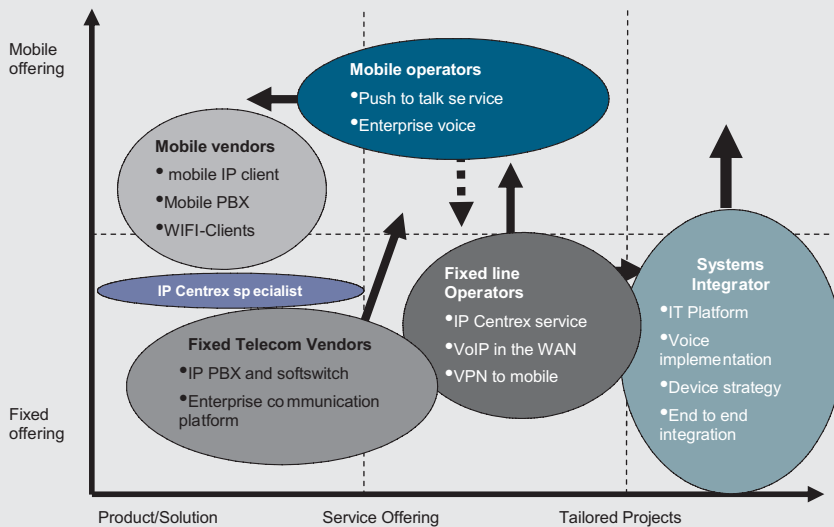 Mobile
offering
Mobile operators
•Push to talk service
•Enterprise voice
Mobile vendors
• mobile IP client
•Mobile PBX
•WIFI-Clients
IP Centrex specialist
Fixed Telecom Vendors
•IP PBX and softswitch
•Enterprise communication
platform
Fixed line
Operators
•IP Centrex service
•VoIP in the WAN
•VPN to mobile
Systems
Integrator
•IT Platform
•Voice
implementation
•Device strategy
•End to end
integration
Fixed
offering
Product/Solution
Service Offering
Tailored Projects